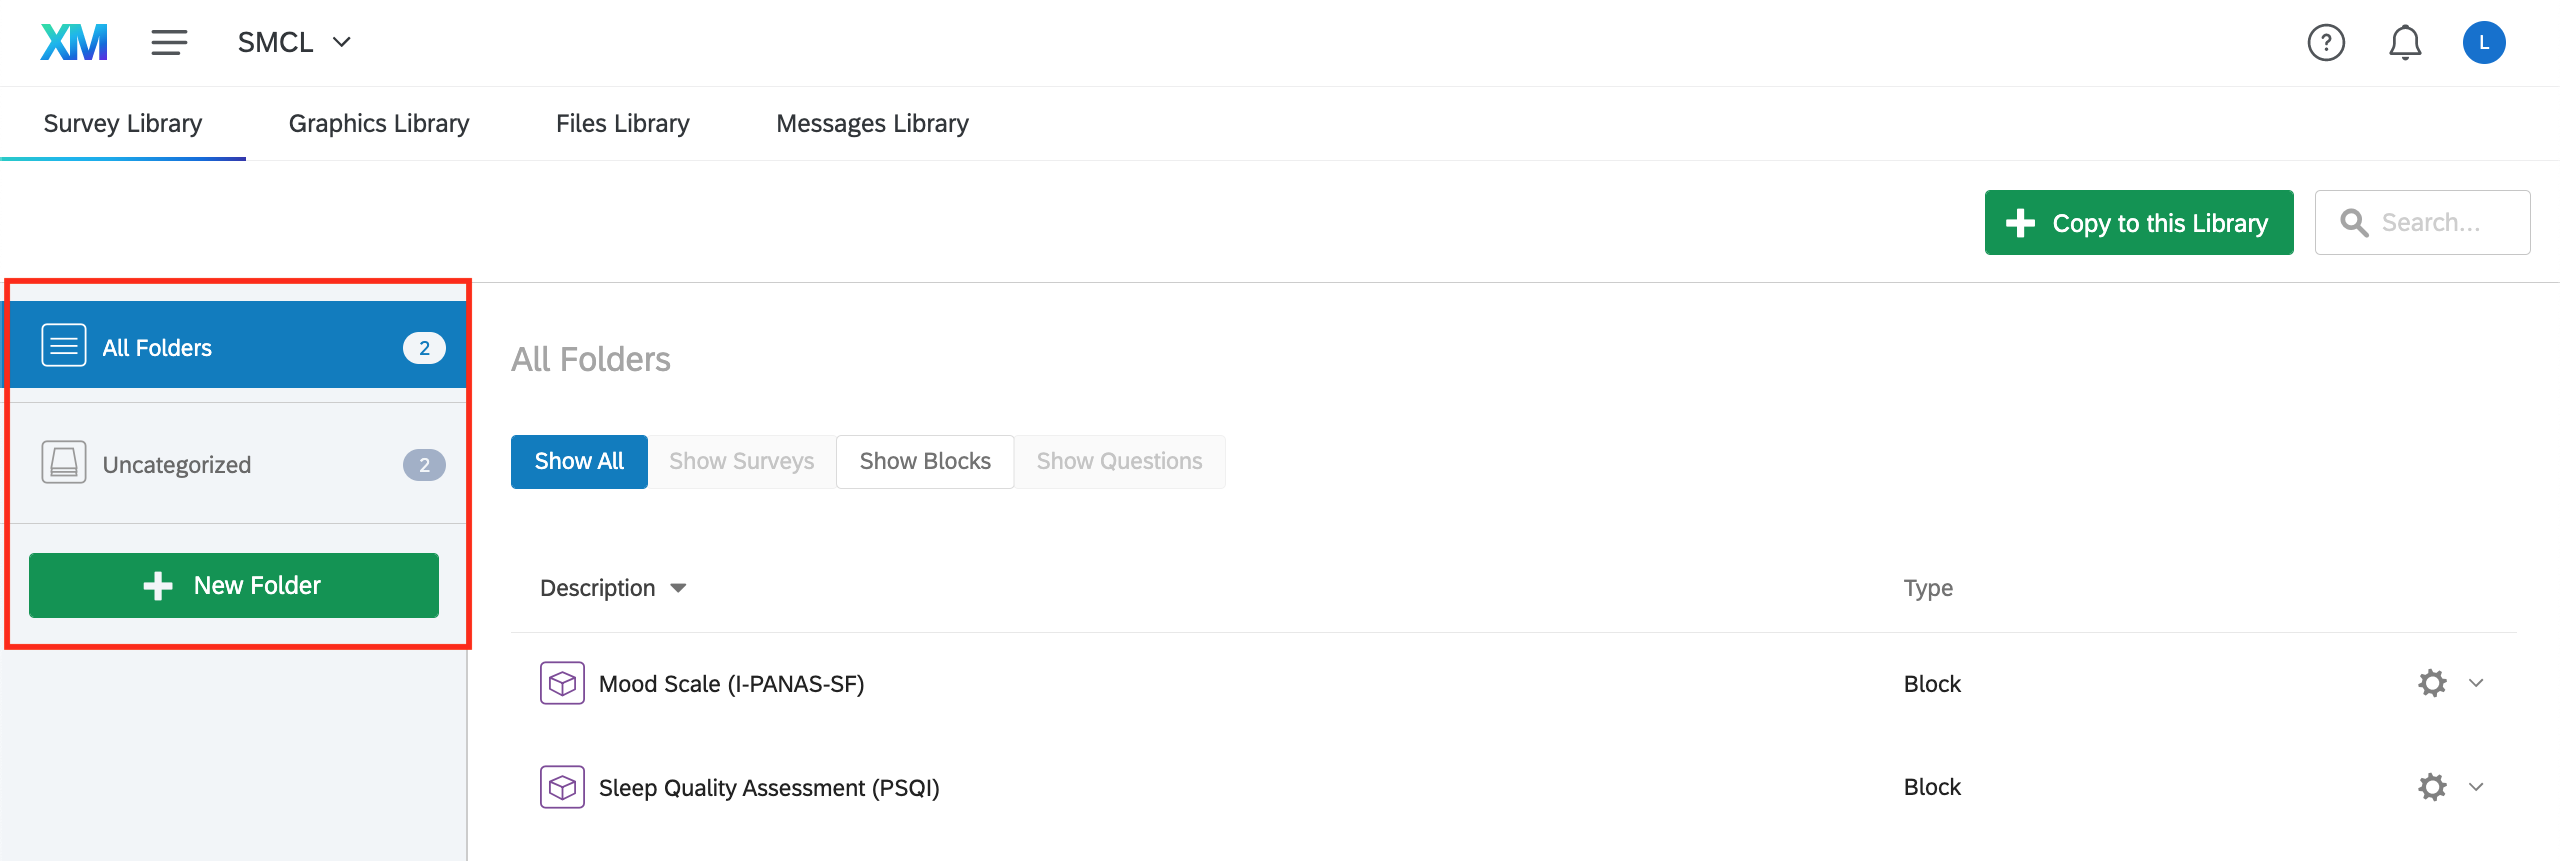 XM SMCL ? L
Survey Library Graphics Library Files Library Messages Library
Copy to this Library Search...
All Folders 2
Uncategorized 2
New Folder
All Folders
Show All Show Surveys Show Blocks Show Questions
Description Type
Mood Scale (I-PANAS-SF) Block
Sleep Quality Assessment (PSQI) Block